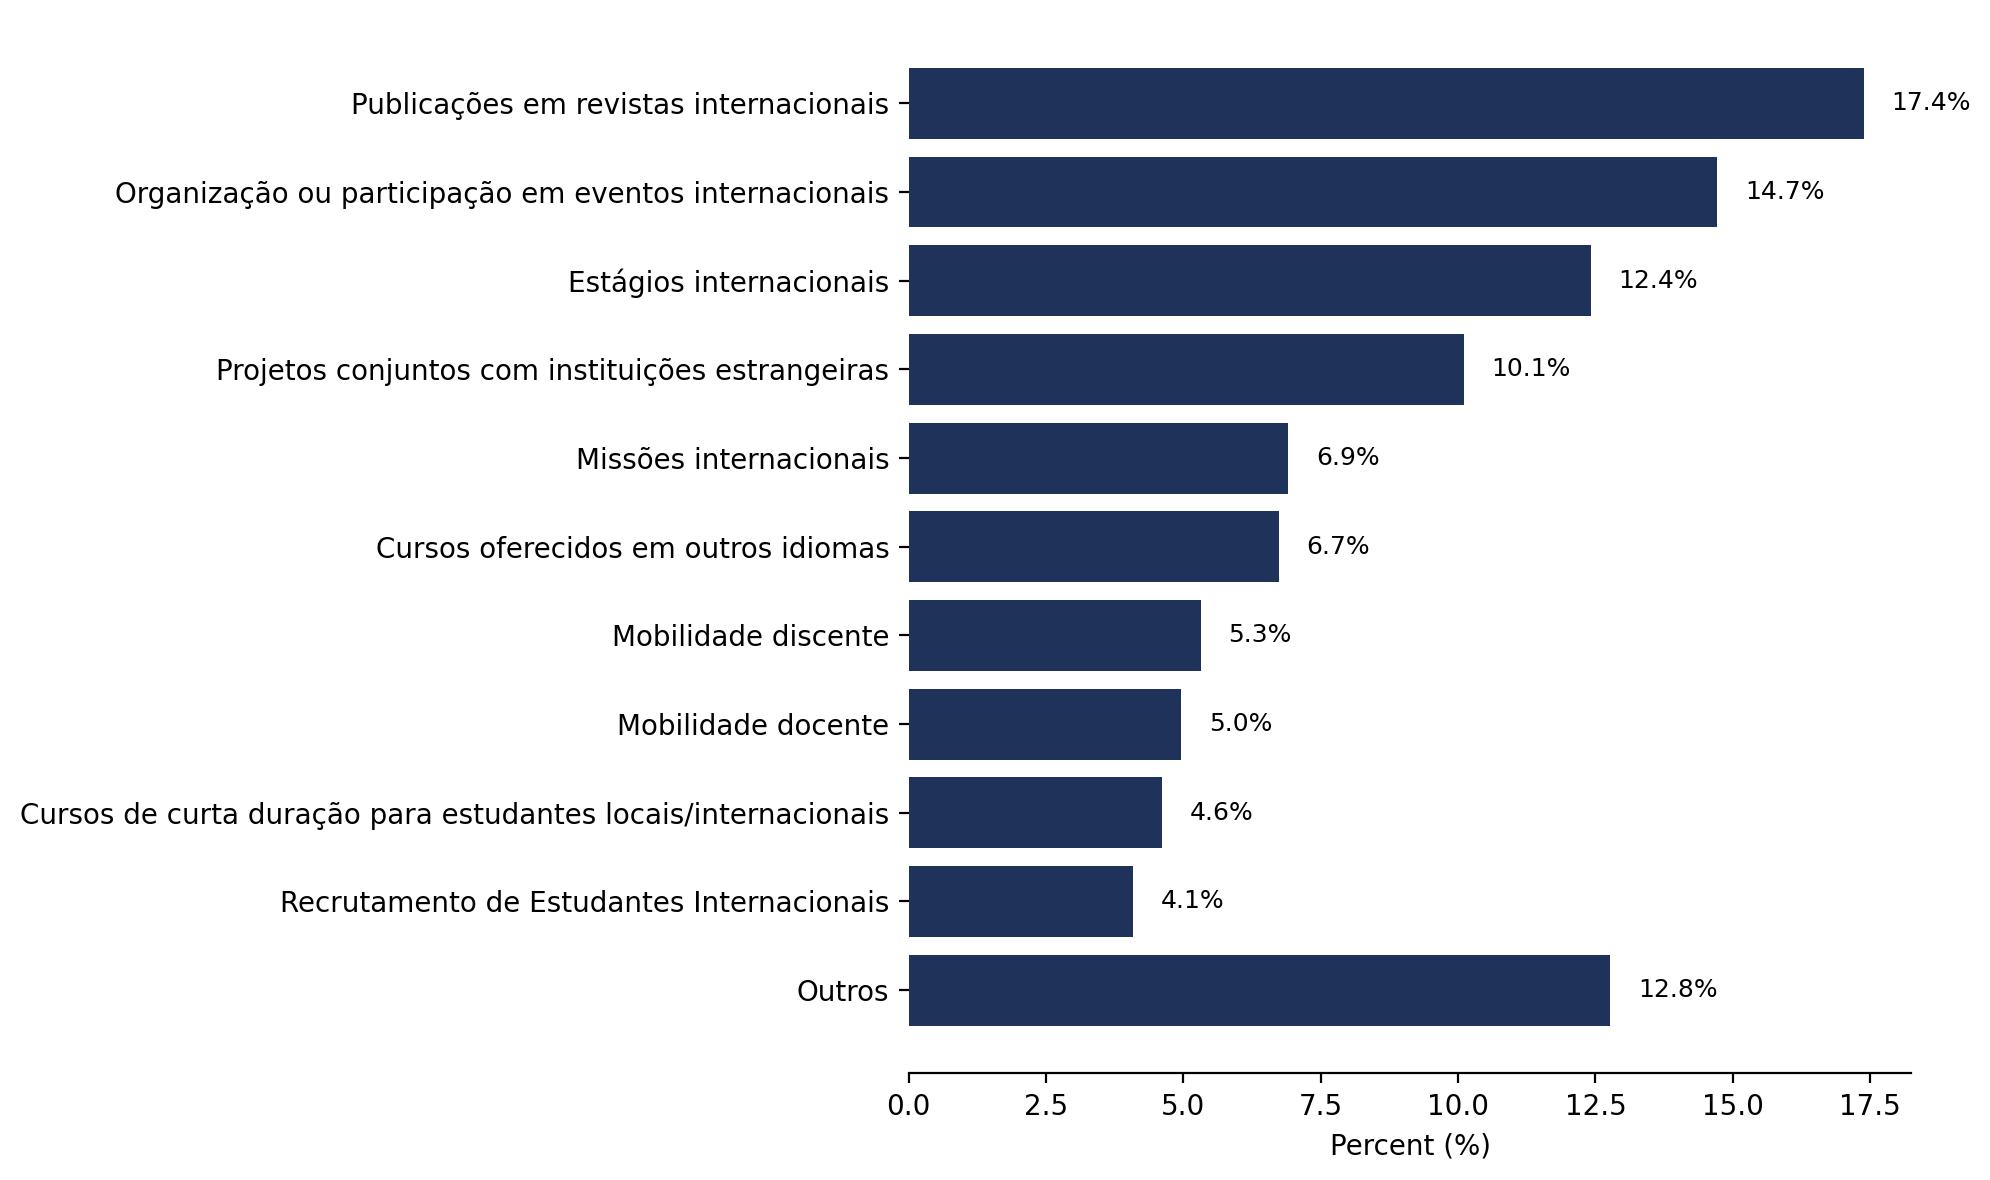 Publicações em revistas internacionais 17.4%
Organização ou participação em eventos internacionais 14.7%
Estágios internacionais 12.4%
Projetos conjuntos com instituições estrangeiras 10.1%
Missões internacionais 6.9%
Cursos oferecidos em outros idiomas 6.7%
Mobilidade discente 5.3%
Mobilidade docente 5.0%
Cursos de curta duração para estudantes locais/internacionais 4.6%
Recrutamento de Estudantes Internacionais 4.1%
Outros 12.8%
0.0 2.5 5.0 7.5 10.0 12.5 15.0 17.5
Percent (%)